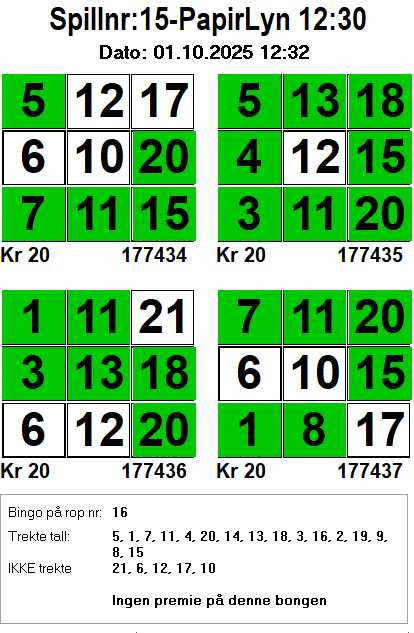 Spillnr:15-PapirLyn 12:30
Dato: 01.10.2025 12:32
5 12 17
6 10 20
7 11 15
Kr 20 177434
5 13 18
4 12 15
3 11 20
Kr 20 177435
1 11 21
3 13 18
6 12 20
Kr 20 177436
7 11 20
6 10 15
1 8 17
Kr 20 177437
Bingo på rop nr: 16
Trekte tall: 5, 1, 7, 11, 4, 20, 14, 13, 18, 3, 16, 2, 19, 9,
8, 15
IKKE trekte 21, 6, 12, 17, 10
Ingen premie på denne bongen